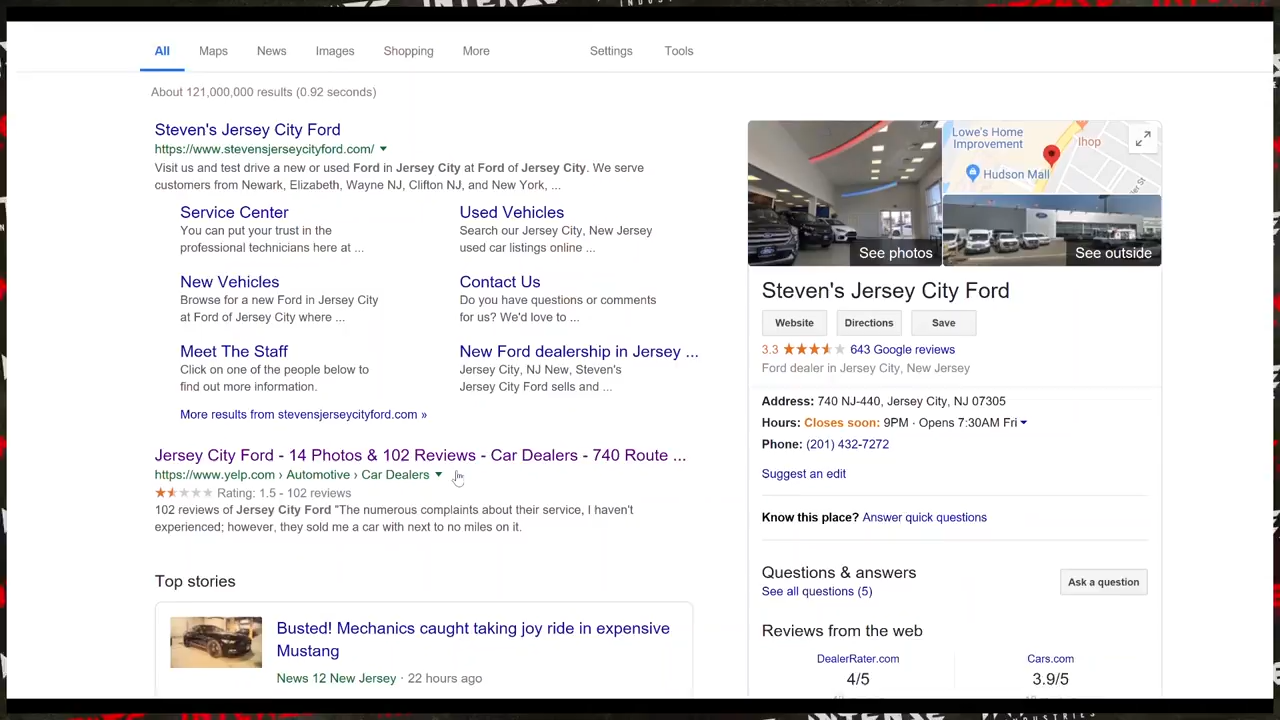 INTENSE
INDUSTRIES
All
Maps
News
Images
Shopping
More
Settings
Tools
About 121,000,000 results (0.92 seconds)
Steven's Jersey City Ford
https://www.stevensjerseycityford.com/
Visit us and test drive a new or used Ford in Jersey City at Ford of Jersey City. We serve
customers from Newark, Elizabeth, Wayne NJ, Clifton NJ, and New York, ...
Service Center
You can put your trust in the
professional technicians here at ...
Used Vehicles
Search our Jersey City, New Jersey
used car listings online ...
New Vehicles
Browse for a new Ford in Jersey City
at Ford of Jersey City where ...
Contact Us
Do you have questions or comments
for us? We'd love to ...
Meet The Staff
Click on one of the people below to
find out more information.
New Ford dealership in Jersey ...
Jersey City, NJ New, Steven's
Jersey City Ford sells and ...
More results from stevensjerseycityford.com »
Jersey City Ford - 14 Photos & 102 Reviews - Car Dealers - 740 Route ...
https://www.yelp.com › Automotive › Car Dealers
Rating: 1.5 - 102 reviews
102 reviews of Jersey City Ford "The numerous complaints about their service, I haven't
experienced; however, they sold me a car with next to no miles on it.
Top stories
Busted! Mechanics caught taking joy ride in expensive
Mustang
News 12 New Jersey · 22 hours ago
Lowe's Home
Improvement
Ihop
Hudson Mall
See photos
See outside
Steven's Jersey City Ford
Website
Directions
Save
3.3
643 Google reviews
Ford dealer in Jersey City, New Jersey
Address: 740 NJ-440, Jersey City, NJ 07305
Hours: Closes soon: 9PM · Opens 7:30AM Fri
Phone: (201) 432-7272
Suggest an edit
Know this place? Answer quick questions
Questions & answers
See all questions (5)
Ask a question
Reviews from the web
DealerRater.com
4/5
Cars.com
3.9/5
INTENSE
INDUSTRIES